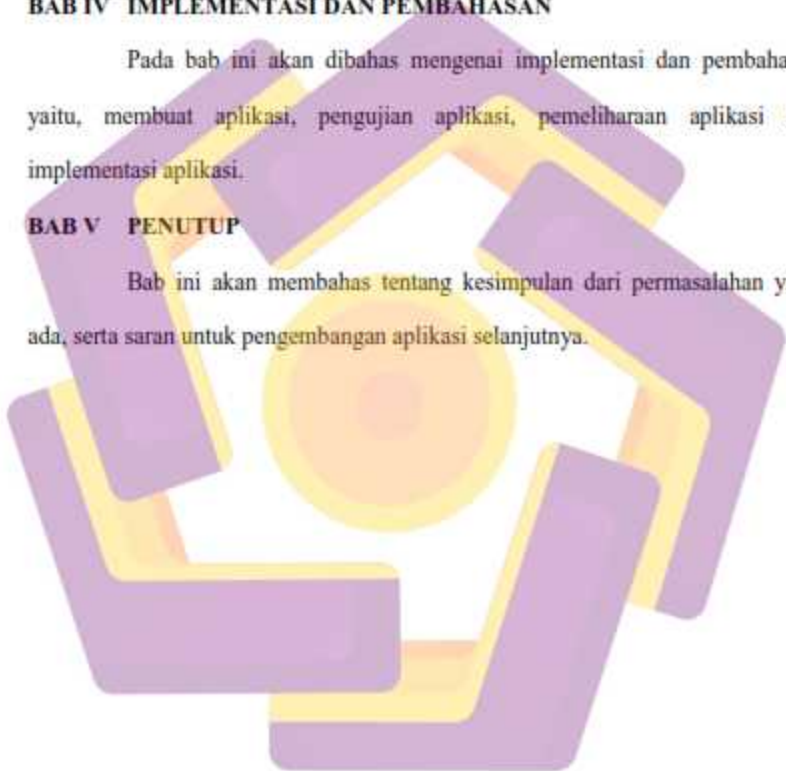 BAB IV IMPLEMENTASI DAN PEMBAHASAN
Pada bab ini akan dibahas mengenai implementasi dan pembaha
yaitu, membuat aplikasi, pengujian aplikasi, pemeliharaan aplikasi
implementasi aplikasi.
BAB V PENUTUP
Bab ini akan membahas tentang kesimpulan dari permasalahan y
ada, serta saran untuk pengembangan aplikasi selanjutnya.